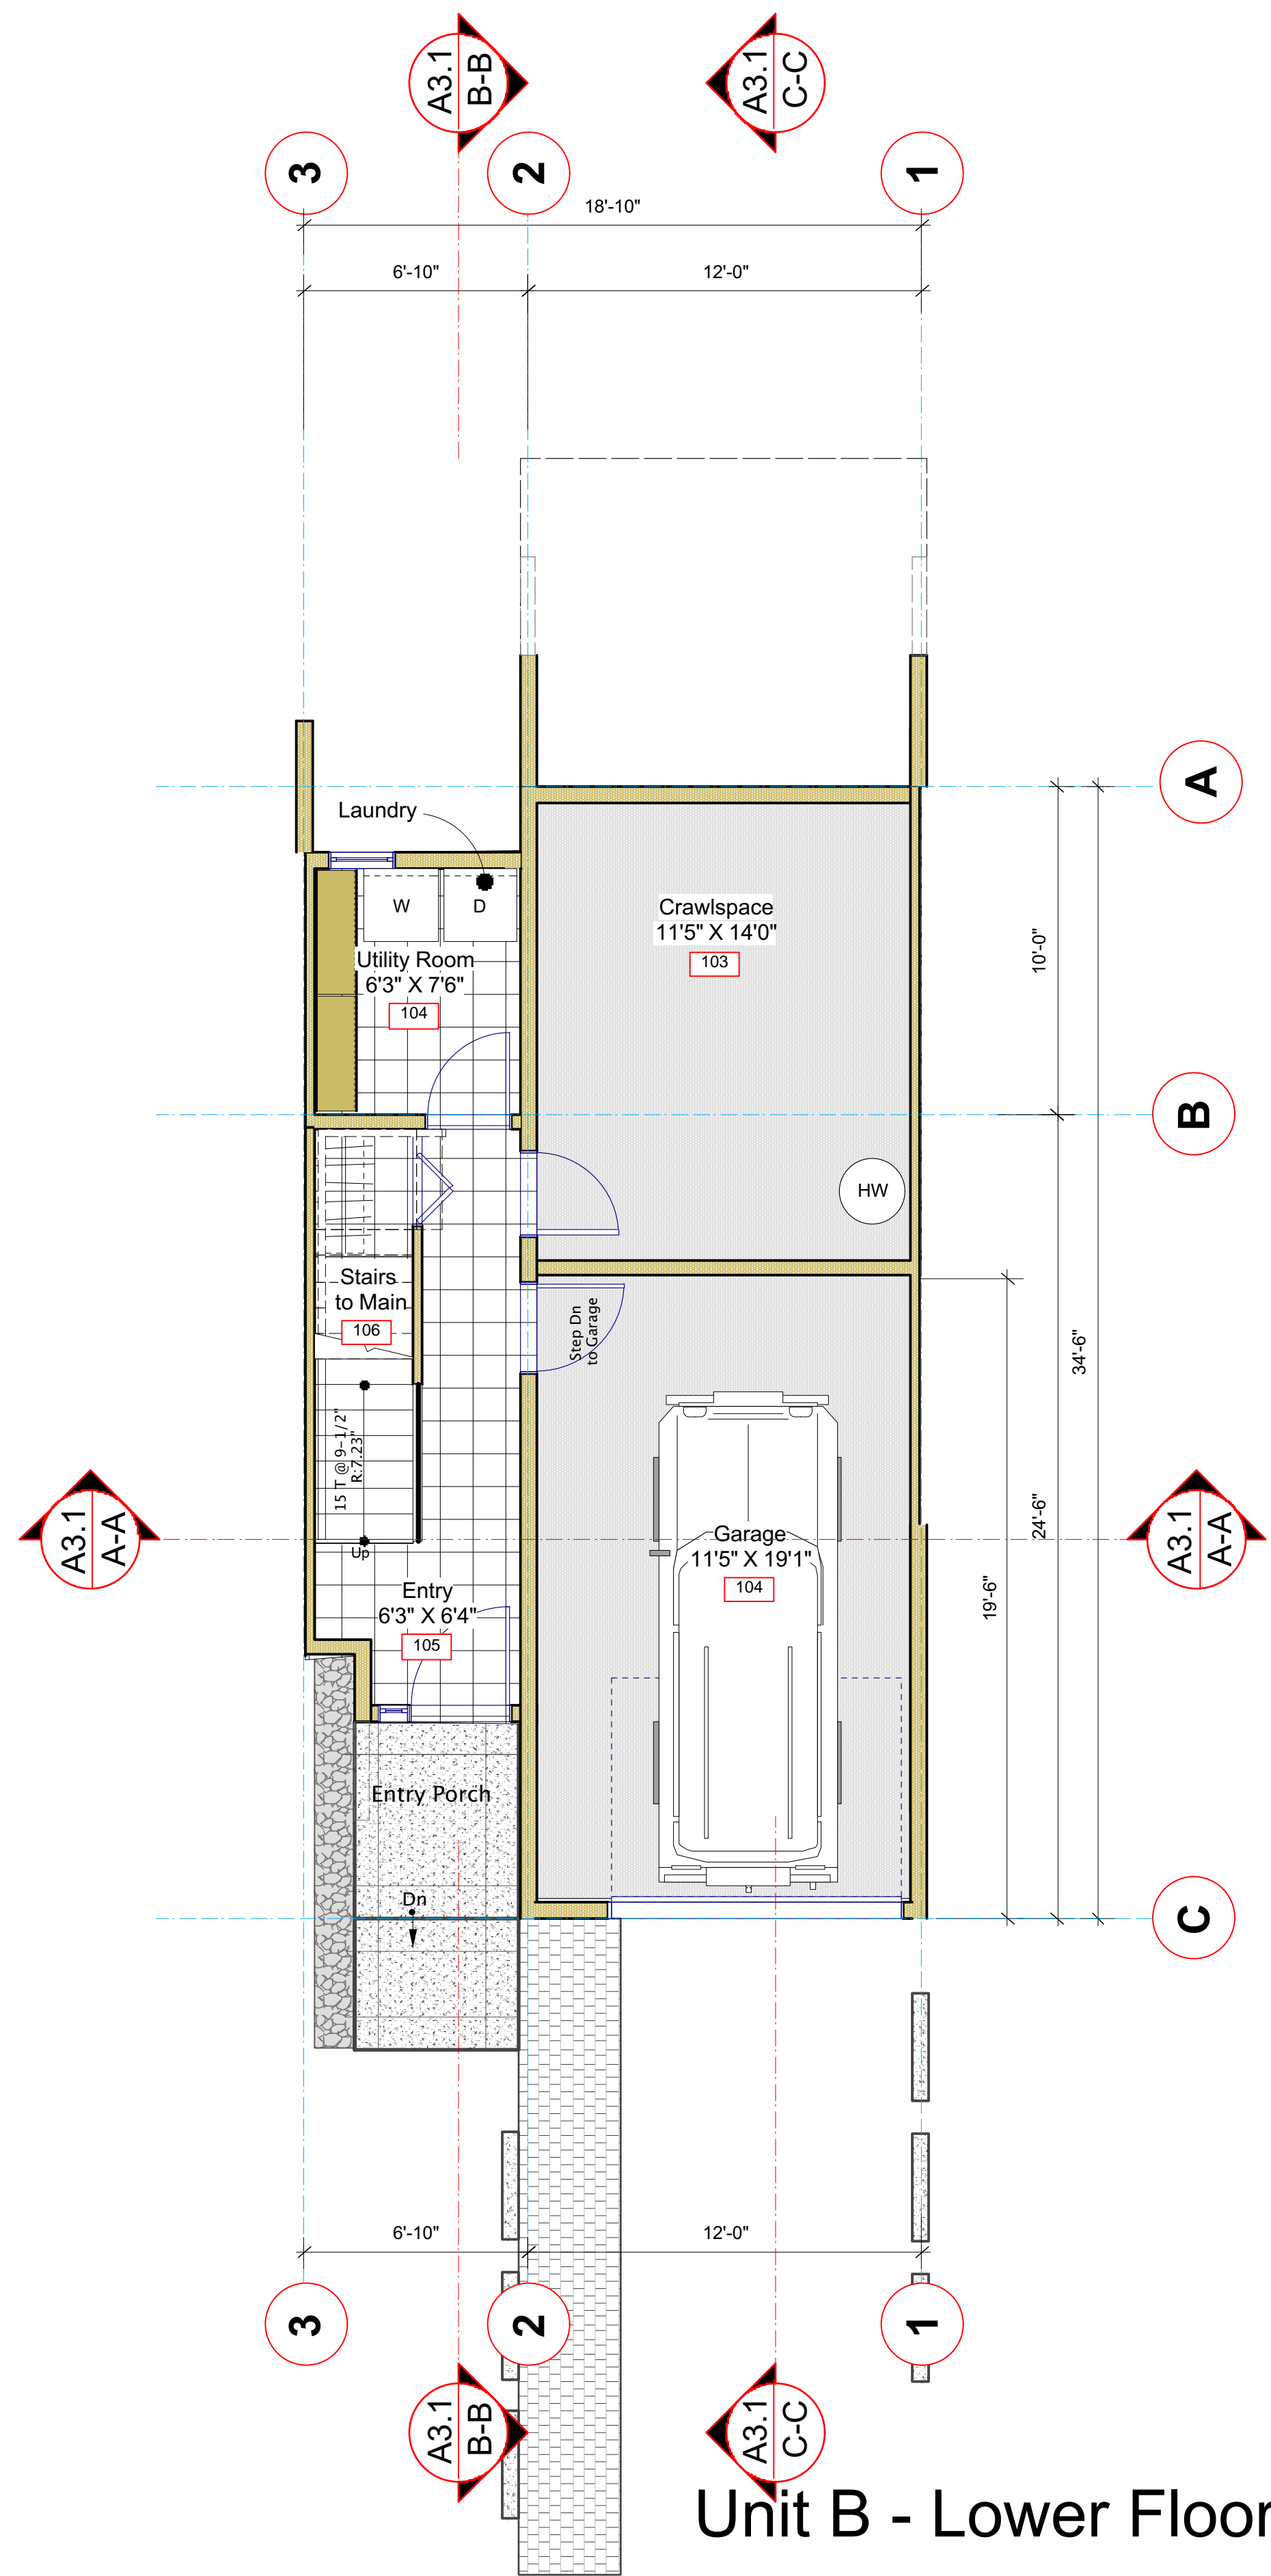 A3.1
B-B
A3.1
C-C
3
2
1
18'-10"
6'-10"
12'-0"
A
Laundry
W
D
Crawlspace
11'5" X 14'0"
103
Utility Room
6'3" X 7'6"
104
10'-0"
B
HW
Stairs
to Main
106
Step Dn
to Garage
34'-6"
15 T @ 9-1/2"
R:7.23"
Up
A3.1
A-A
Garage
11'5" X 19'1"
104
24'-6"
A3.1
A-A
Entry
6'3" X 6'4"
105
19'-6"
Entry Porch
Dn
C
6'-10"
12'-0"
3
2
1
A3.1
B-B
A3.1
C-C
Unit B - Lower Floor